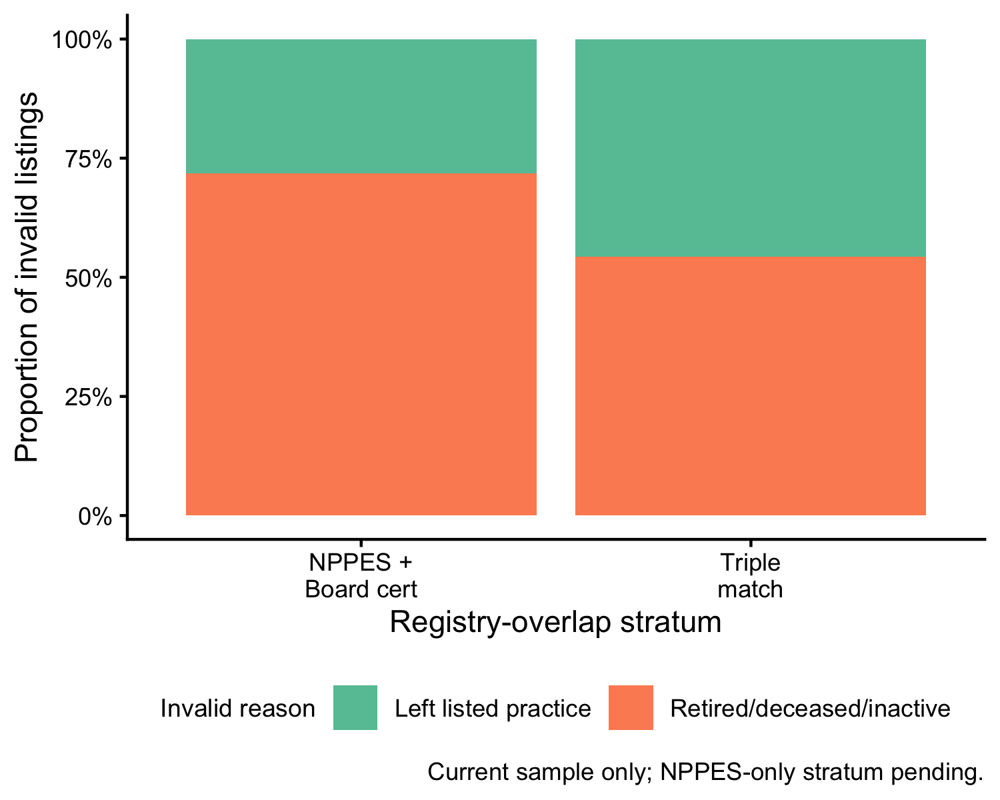 Proportion of invalid listings
100%
75%
50%
25%
0%
NPPES +
Board cert
Triple
match
Registry-overlap stratum
Invalid reason
Left listed practice
Retired/deceased/inactive
Current sample only; NPPES-only stratum pending.